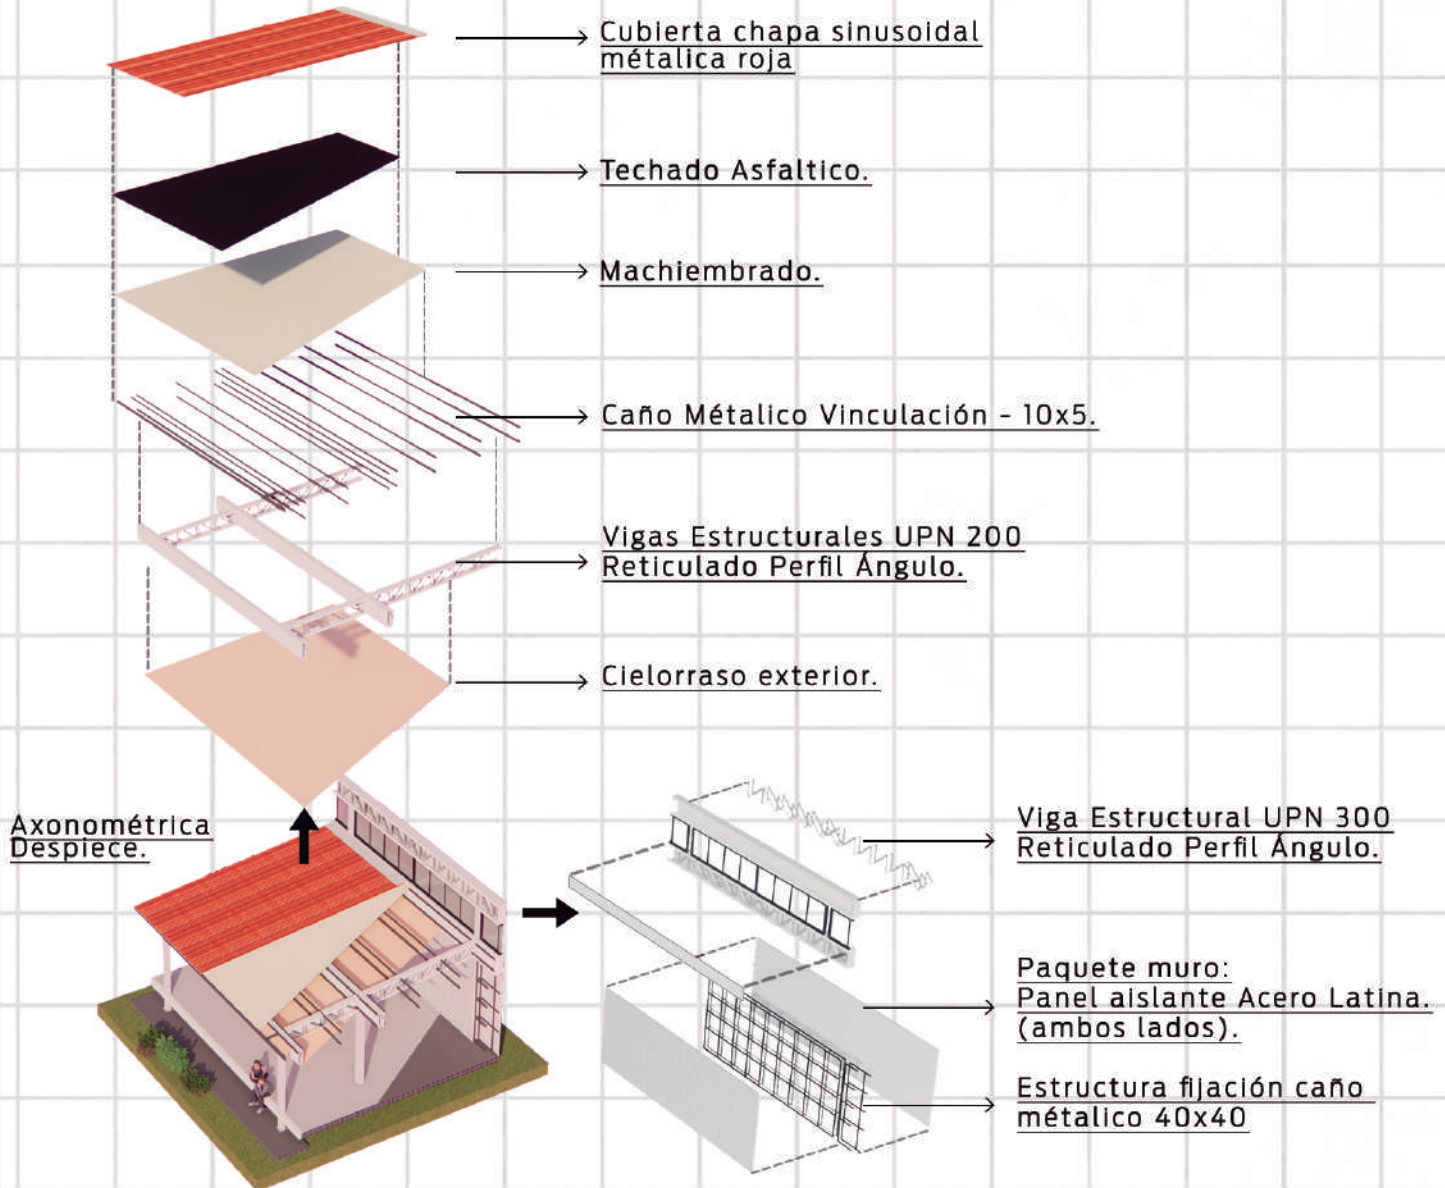 Cubierta chapa sinusoidal
métalica roja
Techado Asfaltico.
Machiembrado.
Caño Métalico Vinculación - 10x5.
Vigas Estructurales UPN 200
Reticulado Perfil Ángulo.
Cielorraso exterior.
Axonométrica
Despiece.
Viga Estructural UPN 300
Reticulado Perfil Ángulo.
Paquete muro:
Panel aislante Acero Latina.
(ambos lados).
Estructura fijación caño
métalico 40x40